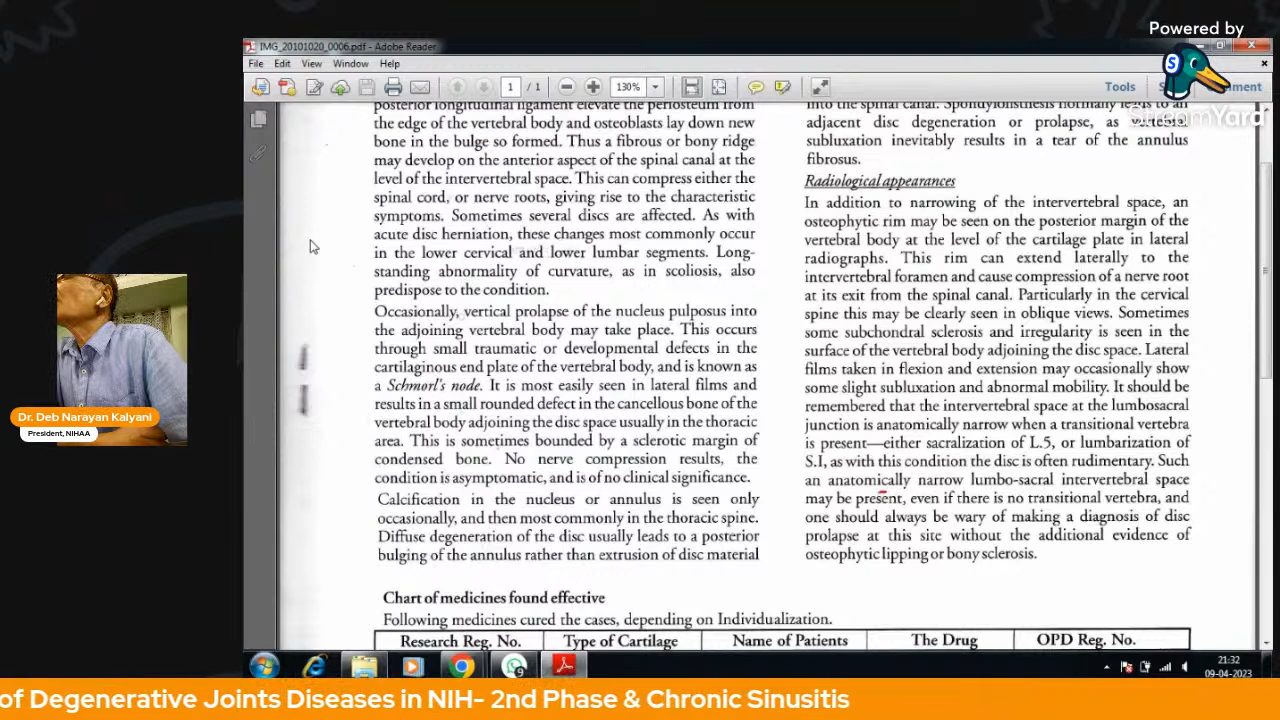 Powered by
StreamYard
IMG_20101020_0006.pdf - Adobe Reader
File Edit View Window Help
1 / 1 130% Tools
posterior longitudinal ligament elevate the periosteum from
the edge of the vertebral body and osteoblasts lay down new
bone in the bulge so formed. Thus a fibrous or bony ridge
may develop on the anterior aspect of the spinal canal at the
level of the intervertebral space. This can compress either the
spinal cord, or nerve roots, giving rise to the characteristic
symptoms. Sometimes several discs are affected. As with
acute disc herniation, these changes most commonly occur
in the lower cervical and lower lumbar segments. Long-
standing abnormality of curvature, as in scoliosis, also
predispose to the condition.
Occasionally, vertical prolapse of the nucleus pulposus into
the adjoining vertebral body may take place. This occurs
through small traumatic or developmental defects in the
cartilaginous end plate of the vertebral body, and is known as
a Schmorl's node. It is most easily seen in lateral films and
results in a small rounded defect in the cancellous bone of the
vertebral body adjoining the disc space usually in the thoracic
area. This is sometimes bounded by a sclerotic margin of
condensed bone. No nerve compression results, the
condition is asymptomatic, and is of no clinical significance.
Calcification in the nucleus or annulus is seen only
occasionally, and then most commonly in the thoracic spine.
Diffuse degeneration of the disc usually leads to a posterior
bulging of the annulus rather than extrusion of disc material
into the spinal canal. Spondylolisthesis normally leads to an
adjacent disc degeneration or prolapse, as vertebral
subluxation inevitably results in a tear of the annulus
fibrosus.
Radiological appearances
In addition to narrowing of the intervertebral space, an
osteophytic rim may be seen on the posterior margin of the
vertebral body at the level of the cartilage plate in lateral
radiographs. This rim can extend laterally to the
intervertebral foramen and cause compression of a nerve root
at its exit from the spinal canal. Particularly in the cervical
spine this may be clearly seen in oblique views. Sometimes
some subchondral sclerosis and irregularity is seen in the
surface of the vertebral body adjoining the disc space. Lateral
films taken in flexion and extension may occasionally show
some slight subluxation and abnormal mobility. It should be
remembered that the intervertebral space at the lumbosacral
junction is anatomically narrow when a transitional vertebra
is present—either sacralization of L.5, or lumbarization of
S.I, as with this condition the disc is often rudimentary. Such
an anatomically narrow lumbo-sacral intervertebral space
may be present, even if there is no transitional vertebra, and
one should always be wary of making a diagnosis of disc
prolapse at this site without the additional evidence of
osteophytic lipping or bony sclerosis.
Chart of medicines found effective
Following medicines cured the cases, depending on Individualization.
Research Reg. No. Type of Cartilage Name of Patients The Drug OPD Reg. No.
Dr. Deb Narayan Kalyani
President, NIHAA
21:32
09-04-2023
of Degenerative Joints Diseases in NIH- 2nd Phase & Chronic Sinusitis